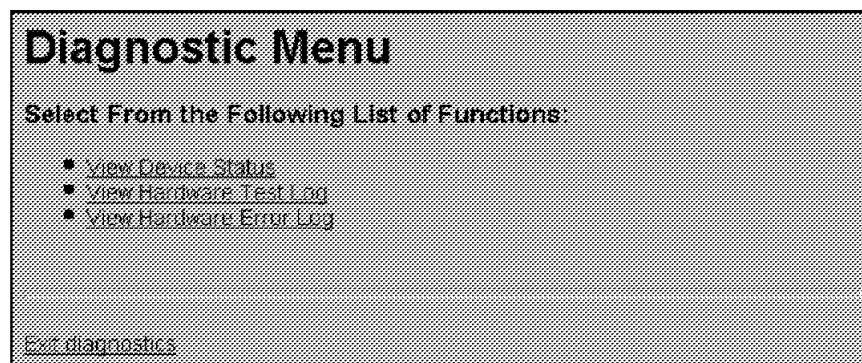 Diagnostic Menu
Select From the Following List of Functions:
View Device Status
View Hardware Test Log
View Hardware Error Log
Exit diagnostics